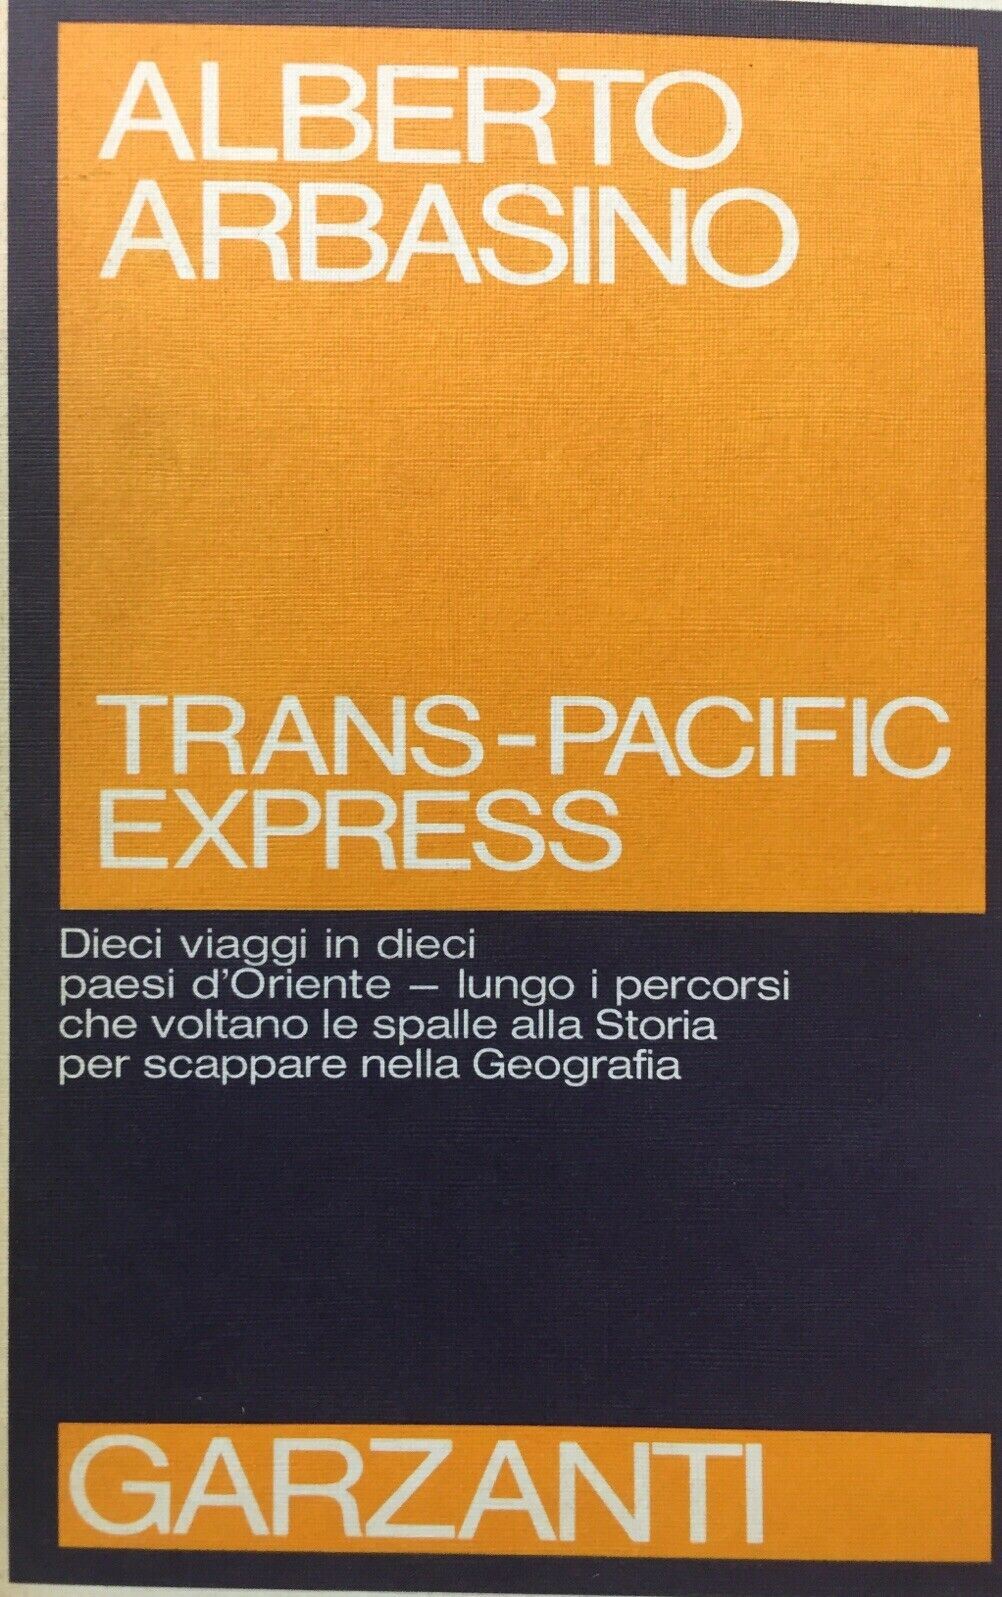 ALBERTO
ARBASINO
TRANS-PACIFIC
EXPRESS
Dieci viaggi in dieci
paesi d'Oriente – lungo i percorsi
che voltano le spalle alla Storia
per scappare nella Geografia
GARZANTI